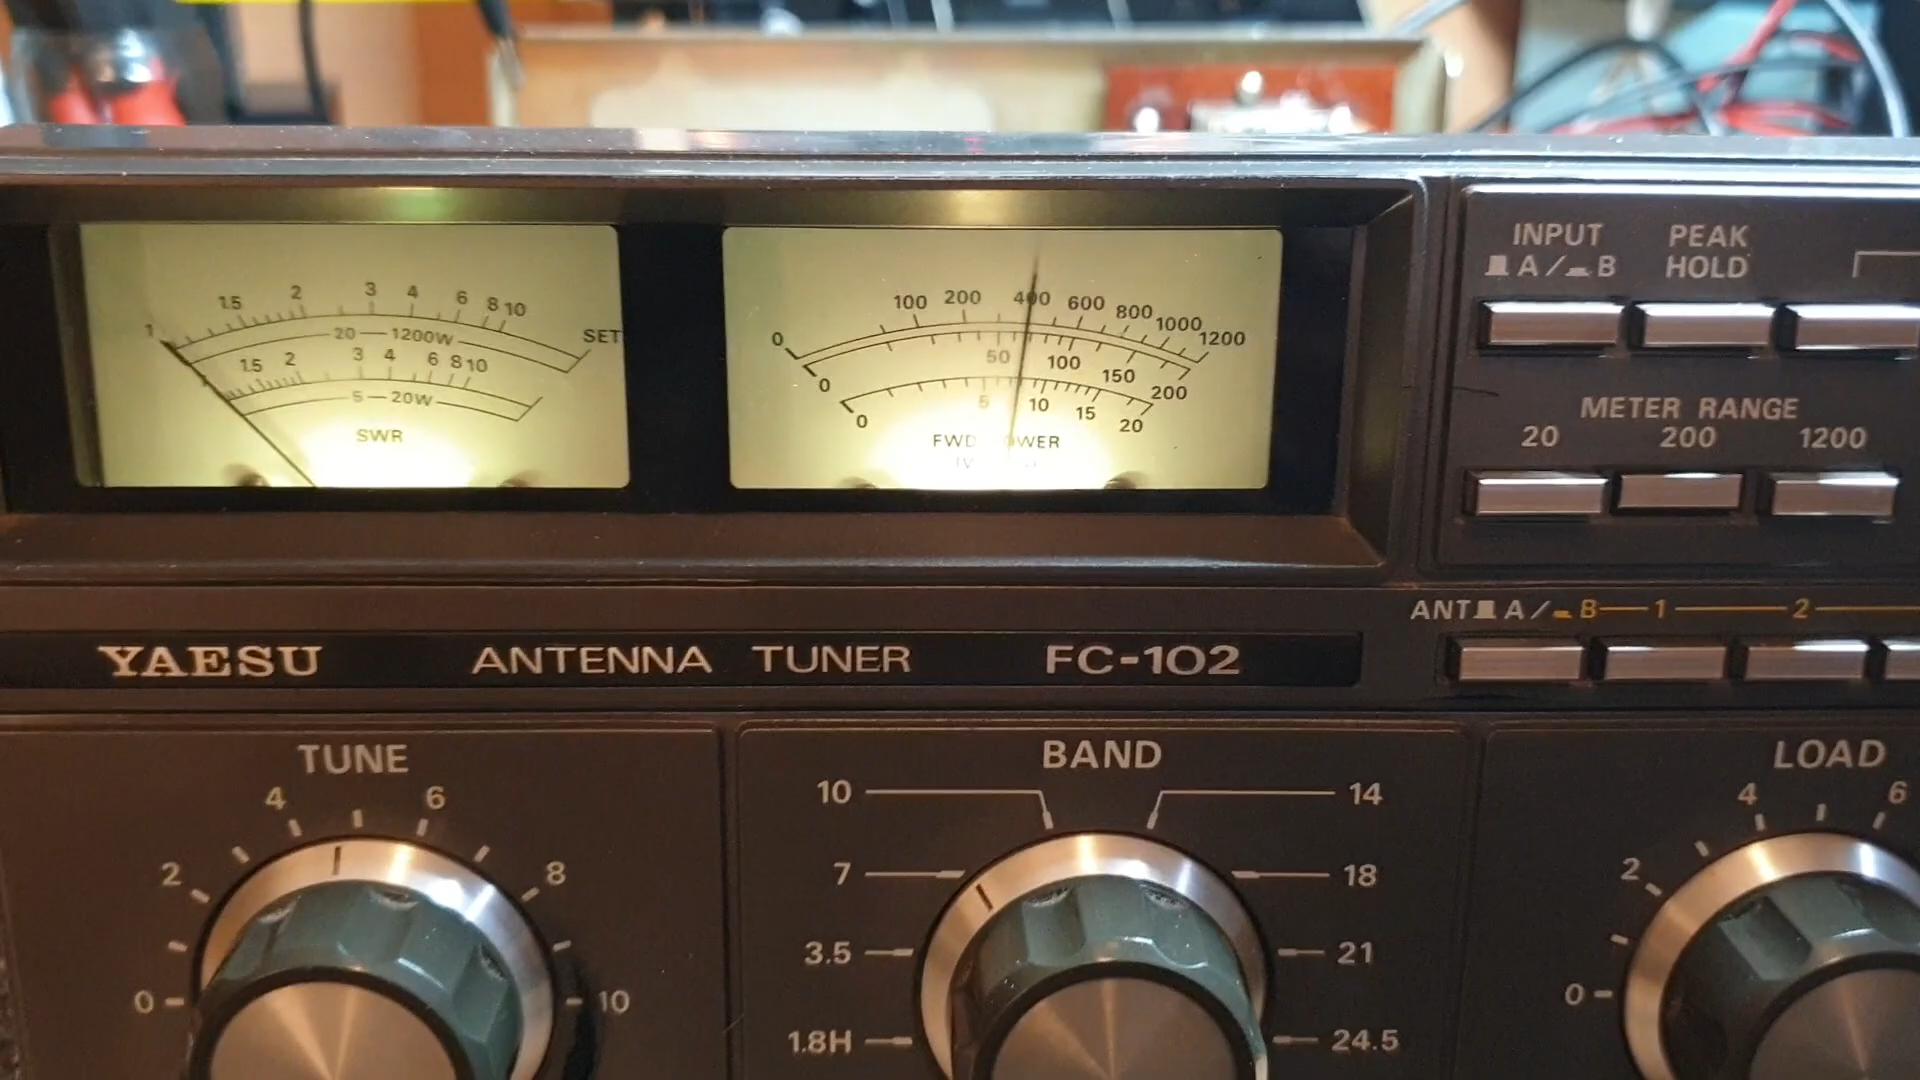 1 1.5 2 3 4 6 8 10 SET
20—1200W
1.5 2 3 4 6 8 10
5—20W
SWR
0 100 200 400 600 800 1000 1200
0 50 100 150 200
0 5 10 15 20
FWD POWER
INPUT
A / B
PEAK
HOLD
METER RANGE
20 200 1200
ANT A / B 1 2
YAESU ANTENNA TUNER FC-102
TUNE
0 2 4 6 8 10
BAND
10 14
7 18
3.5 21
1.8H 24.5
LOAD
0 2 4 6